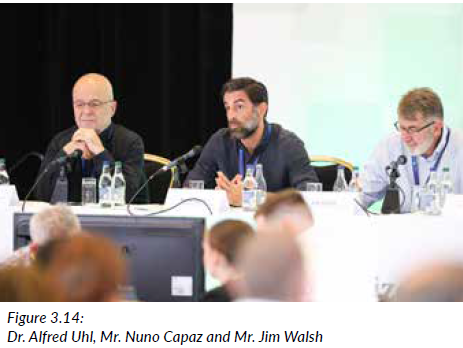 Figure 3.14:
Dr. Alfred Uhl, Mr. Nuno Capaz and Mr. Jim Walsh